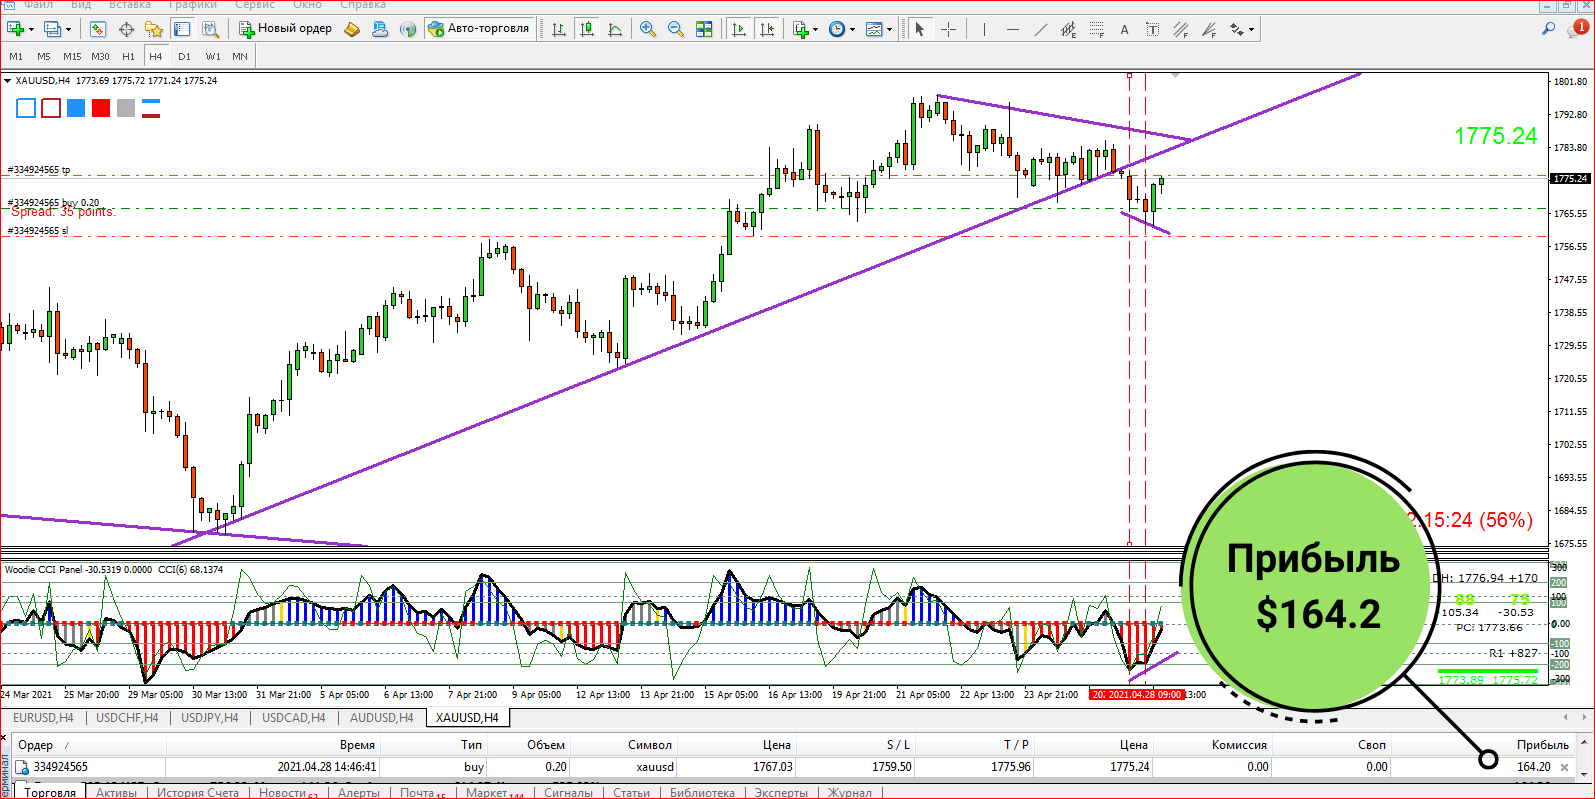 Файл Вид Вставка Графики Сервис Окно Справка
Новый ордер Авто-торговля 1
M1 M5 M15 M30 H1 H4 D1 W1 MN
XAUUSD,H4 1773.69 1775.72 1771.24 1775.24
1801.80
1792.80
1775.24
1783.80
#334924565 tp
1775.24
#334924565 buy 0.20
Spread: 35 points.
1765.55
#334924565 sl
1756.55
1747.55
1738.55
1729.55
1720.55
1711.55
1702.55
1693.55
1684.55
1675.55
15:24 (56%)
Прибыль
$164.2
Woodie CCI Panel -30.5319 0.0000 CCI(6) 68.1374
300
200
100
100
0.00
-100
-100
-200
-300
H: 1776.94 +170
88 75
105.34 -30.53
PC: 1773.66
R1 +827
1773.89 1775.72
24 Mar 2021 25 Mar 20:00 29 Mar 05:00 30 Mar 13:00 31 Mar 21:00 5 Apr 05:00 6 Apr 13:00 7 Apr 21:00 9 Apr 05:00 12 Apr 13:00 13 Apr 21:00 15 Apr 05:00 16 Apr 13:00 19 Apr 21:00 21 Apr 05:00 22 Apr 13:00 23 Apr 21:00 2021.04.28 09:00 13:00
EURUSD,H4 USDCHF,H4 USDJPY,H4 USDCAD,H4 AUDUSD,H4 XAUUSD,H4
Ордер / Время Тип Объем Символ Цена S / L T / P Цена Комиссия Своп Прибыль
334924565 2021.04.28 14:46:41 buy 0.20 xauusd 1767.03 1759.50 1775.96 1775.24 0.00 0.00 164.20
Торговля Активы История Счета Новости Алерты Почта Маркет Сигналы Статьи Библиотека Эксперты Журнал